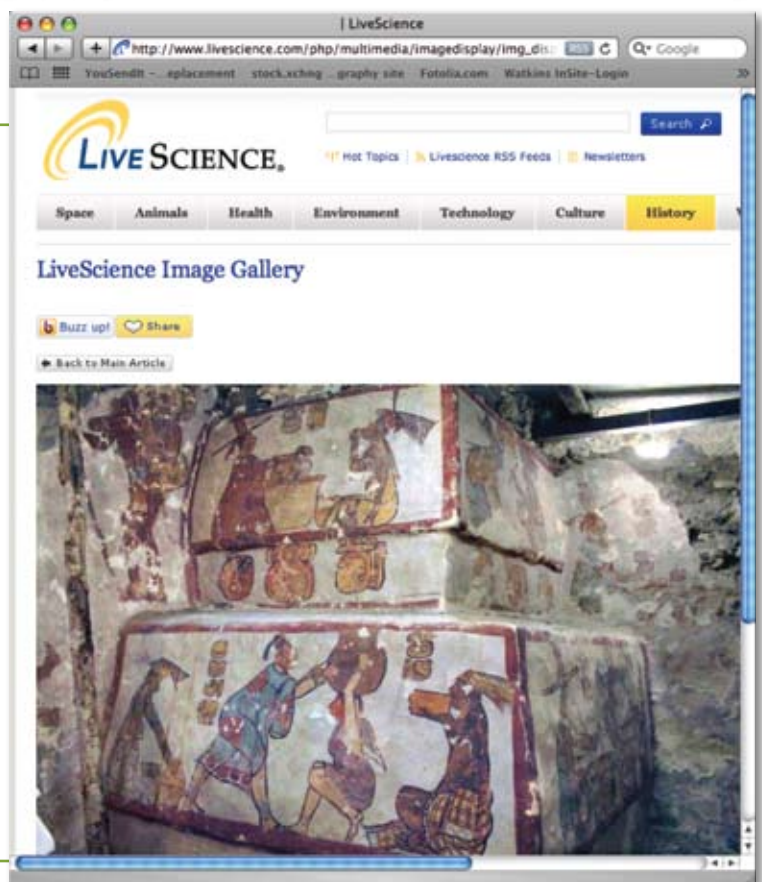 | LiveScience
http://www.livescience.com/php/multimedia/imagedisplay/img_dis RSS Google
YouSendIt - …eplacement stock.xchng …graphy site Fotolia.com Watkins InSite-Login
LIVE SCIENCE®
Search
Hot Topics | Livescience RSS Feeds | Newsletters
Space Animals Health Environment Technology Culture History
LiveScience Image Gallery
Buzz up! Share
Back to Main Article